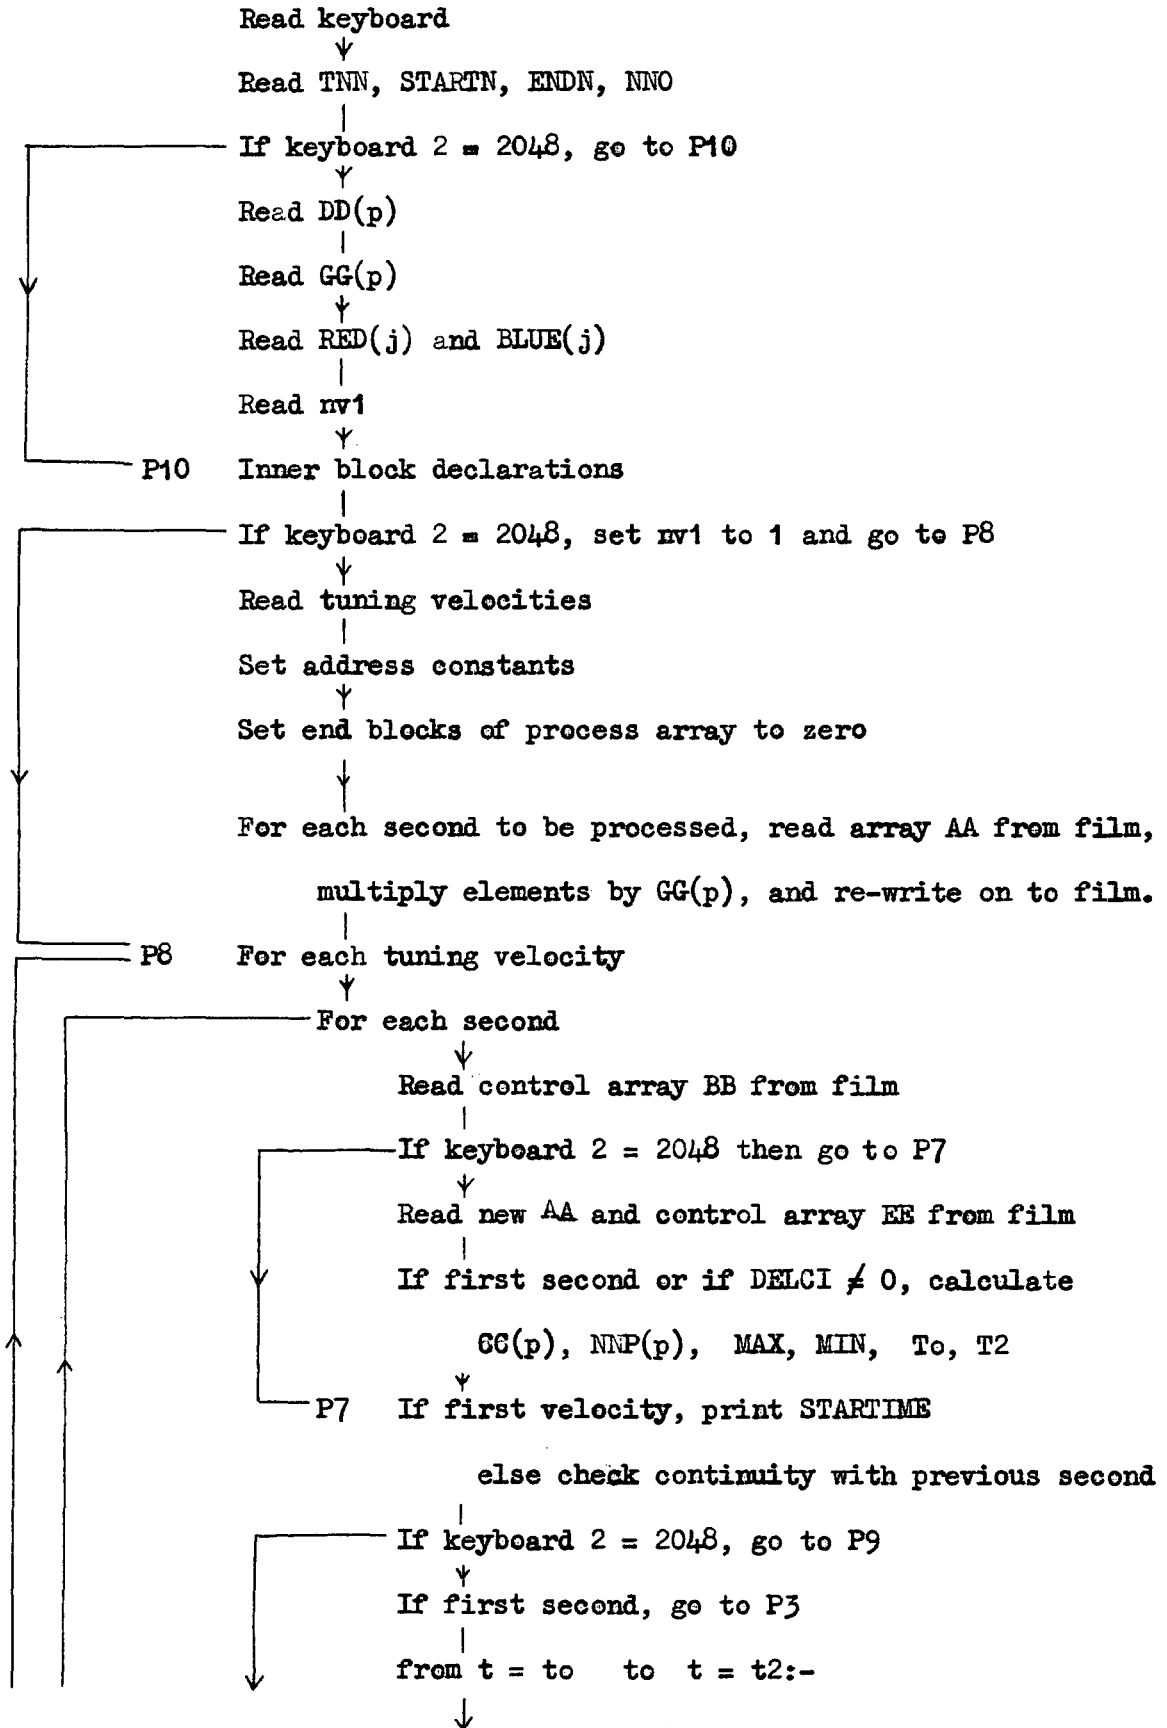 Read keyboard
Read TNN, STARTN, ENDN, NNO
If keyboard 2 = 2048, go to P10
Read DD(p)
Read GG(p)
Read RED(j) and BLUE(j)
Read nv1
P10 Inner block declarations
If keyboard 2 = 2048, set nv1 to 1 and go to P8
Read tuning velocities
Set address constants
Set end blocks of process array to zero
For each second to be processed, read array AA from film,
multiply elements by GG(p), and re-write on to film.
P8 For each tuning velocity
For each second
Read control array BB from film
If keyboard 2 = 2048 then go to P7
Read new AA and control array EE from film
If first second or if DELCI ≠ 0, calculate
CC(p), NNP(p), MAX, MIN, To, T2
P7 If first velocity, print STARTIME
else check continuity with previous second
If keyboard 2 = 2048, go to P9
If first second, go to P3
from t = to to t = t2:-